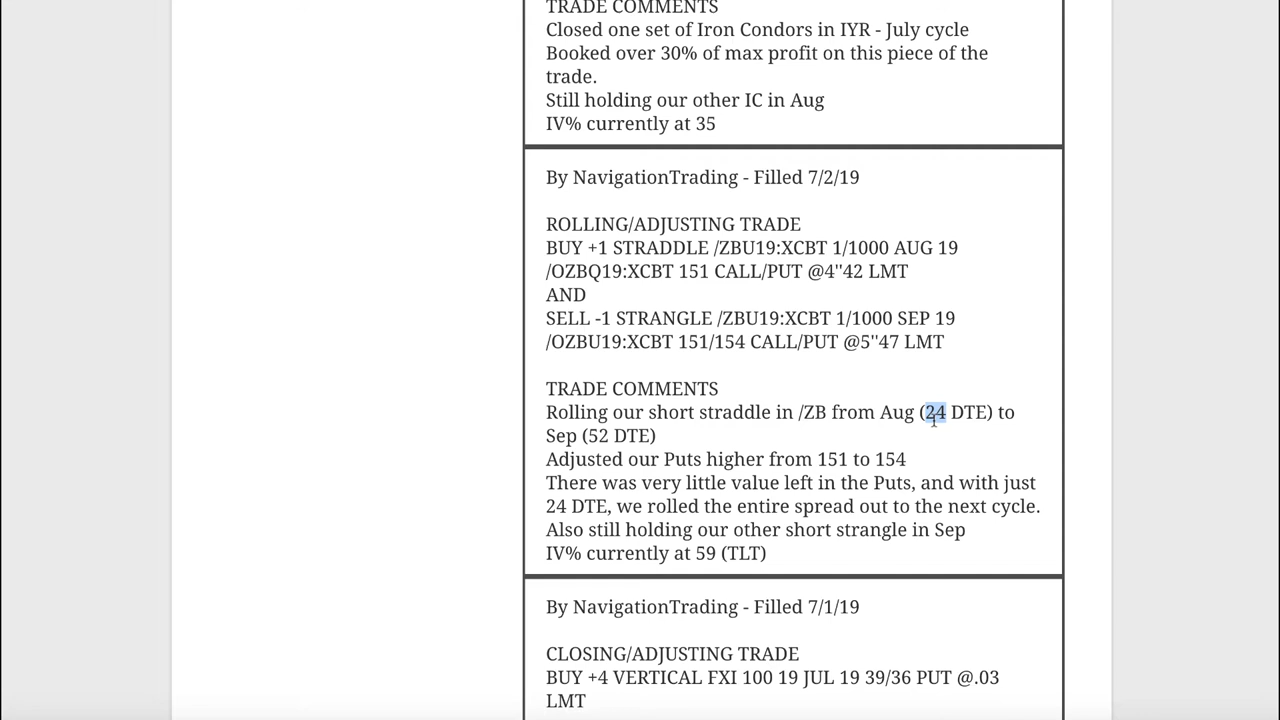 TRADE COMMENTS
Closed one set of Iron Condors in IYR - July cycle
Booked over 30% of max profit on this piece of the
trade.
Still holding our other IC in Aug
IV% currently at 35
By NavigationTrading - Filled 7/2/19
ROLLING/ADJUSTING TRADE
BUY +1 STRADDLE /ZBU19:XCBT 1/1000 AUG 19
/OZBQ19:XCBT 151 CALL/PUT @4"42 LMT
AND
SELL -1 STRANGLE /ZBU19:XCBT 1/1000 SEP 19
/OZBU19:XCBT 151/154 CALL/PUT @5"47 LMT
TRADE COMMENTS
Rolling our short straddle in /ZB from Aug (24 DTE) to
Sep (52 DTE)
Adjusted our Puts higher from 151 to 154
There was very little value left in the Puts, and with just
24 DTE, we rolled the entire spread out to the next cycle.
Also still holding our other short strangle in Sep
IV% currently at 59 (TLT)
By NavigationTrading - Filled 7/1/19
CLOSING/ADJUSTING TRADE
BUY +4 VERTICAL FXI 100 19 JUL 19 39/36 PUT @.03
LMT